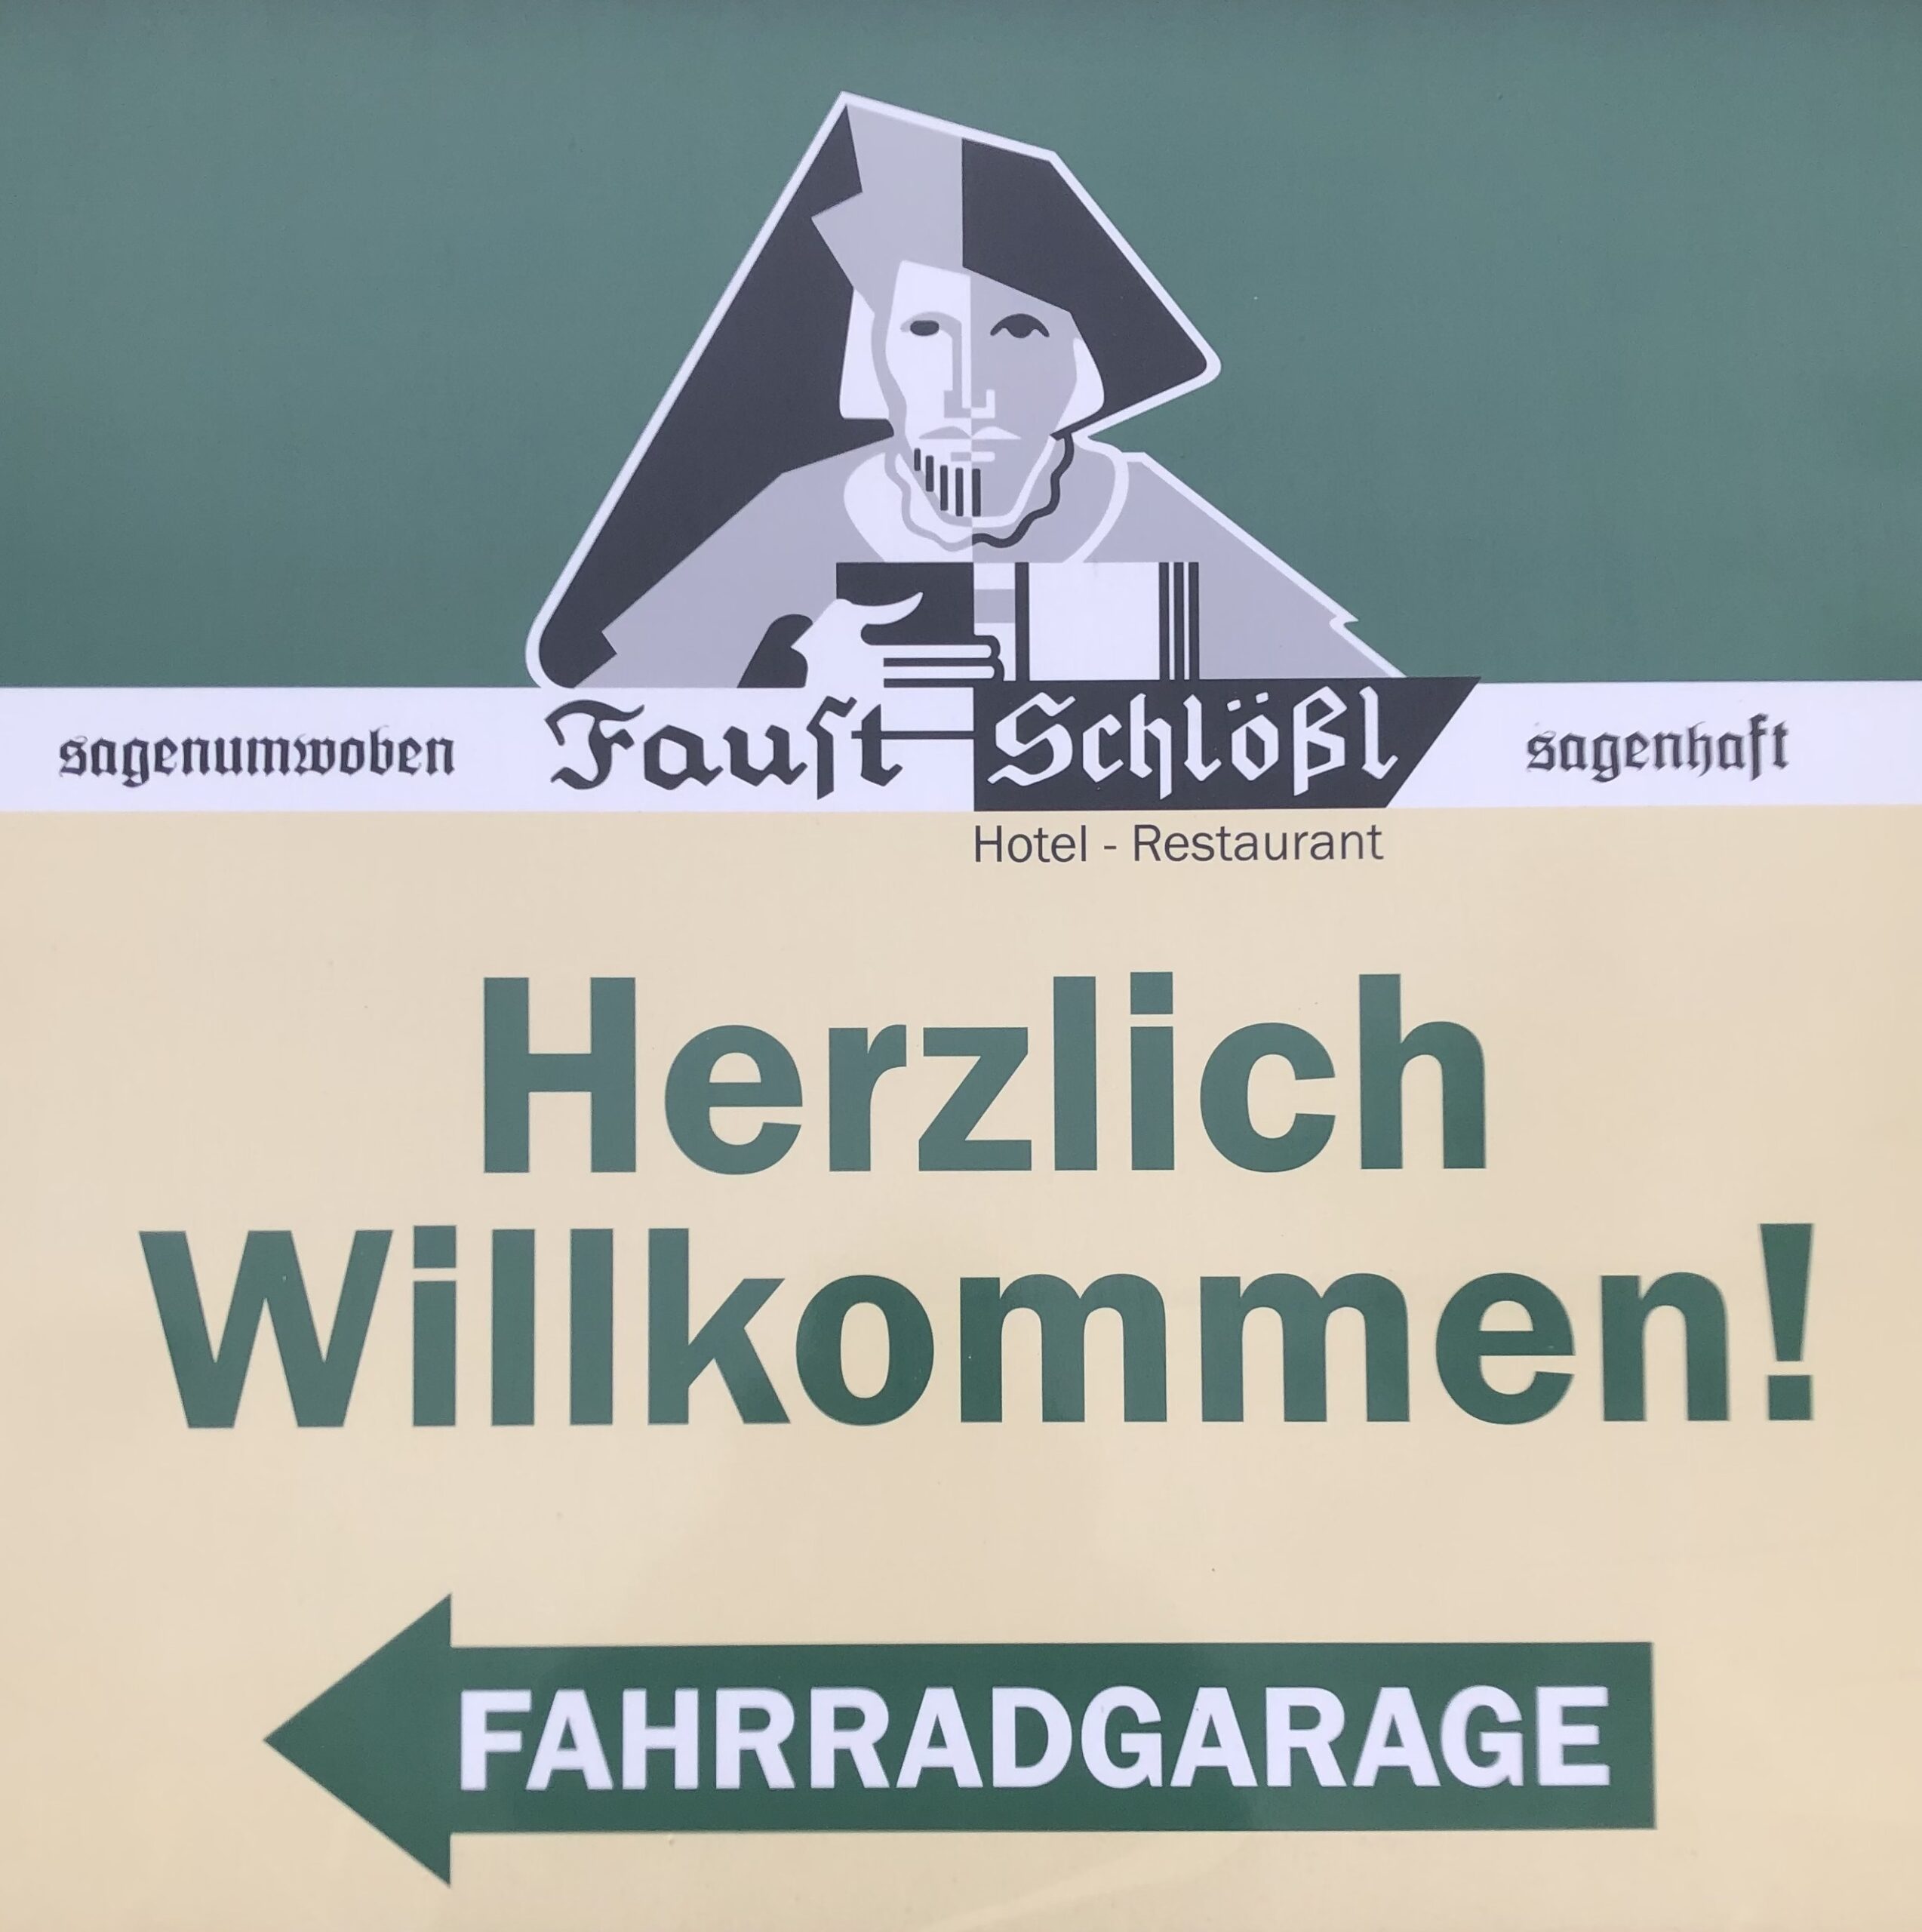 sagenumwoben Faust Schlößl sagenhaft
Hotel - Restaurant
Herzlich
Willkommen!
FAHRRADGARAGE